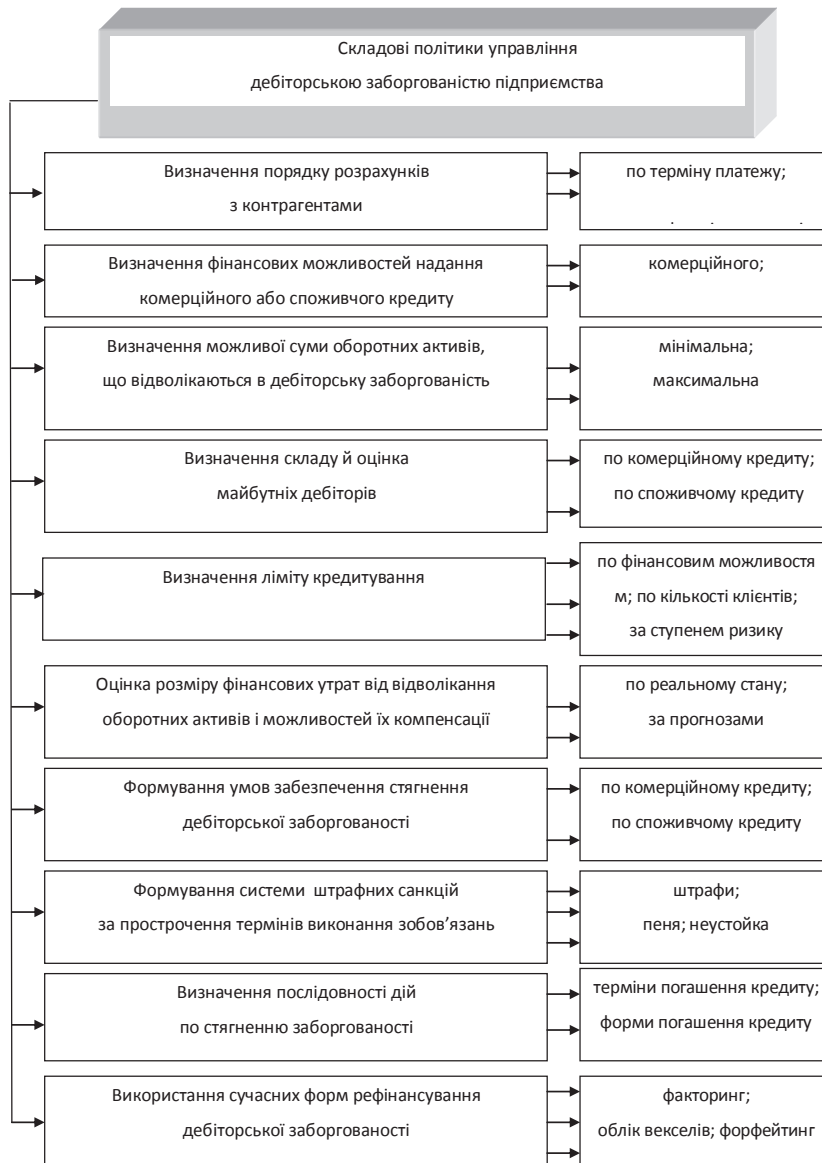 Складові політики управління
дебіторською заборгованістю підприємства
Визначення порядку розрахунків
з контрагентами
по терміну платежу;
Визначення фінансових можливостей надання
комерційного або споживчого кредиту
комерційного;
Визначення можливої суми оборотних активів,
що відволікаються в дебіторську заборгованість
мінімальна;
максимальна
Визначення складу й оцінка
майбутніх дебіторів
по комерційному кредиту;
по споживчому кредиту
Визначення ліміту кредитування
по фінансовим можливостя
м; по кількості клієнтів;
за ступенем ризику
Оцінка розміру фінансових утрат від відволікання
оборотних активів і можливостей їх компенсації
по реальному стану;
за прогнозами
Формування умов забезпечення стягнення
дебіторської заборгованості
по комерційному кредиту;
по споживчому кредиту
Формування системи штрафних санкцій
за прострочення термінів виконання зобов’язань
штрафи;
пеня; неустойка
Визначення послідовності дій
по стягненню заборгованості
терміни погашення кредиту;
форми погашення кредиту
Використання сучасних форм рефінансування
дебіторської заборгованості
факторинг;
облік векселів; форфейтинг